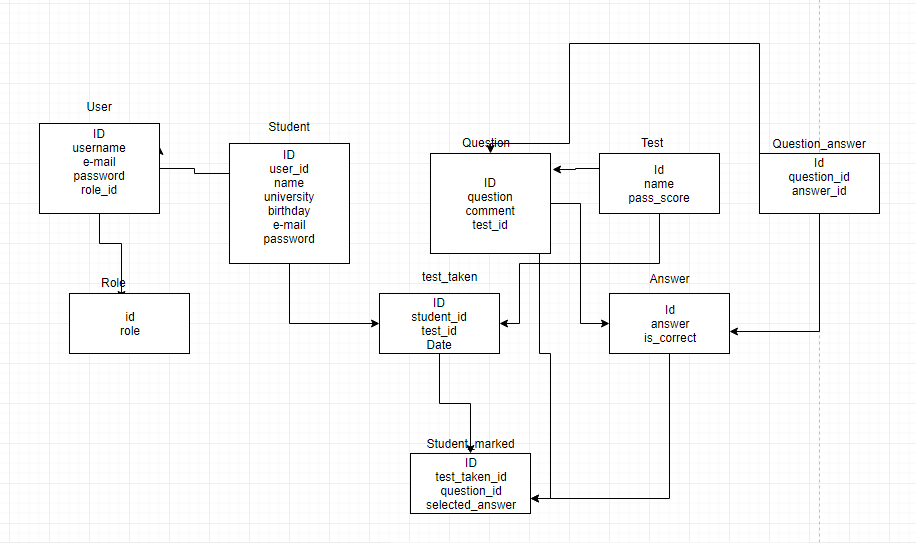 User
ID
username
e-mail
password
role_id
Student
ID
user_id
name
university
birthday
e-mail
password
Question
ID
question
comment
test_id
Test
Id
name
pass_score
Question_answer
Id
question_id
answer_id
Role
id
role
test_taken
ID
student_id
test_id
Date
Answer
Id
answer
is_correct
Student_marked
ID
test_taken_id
question_id
selected_answer